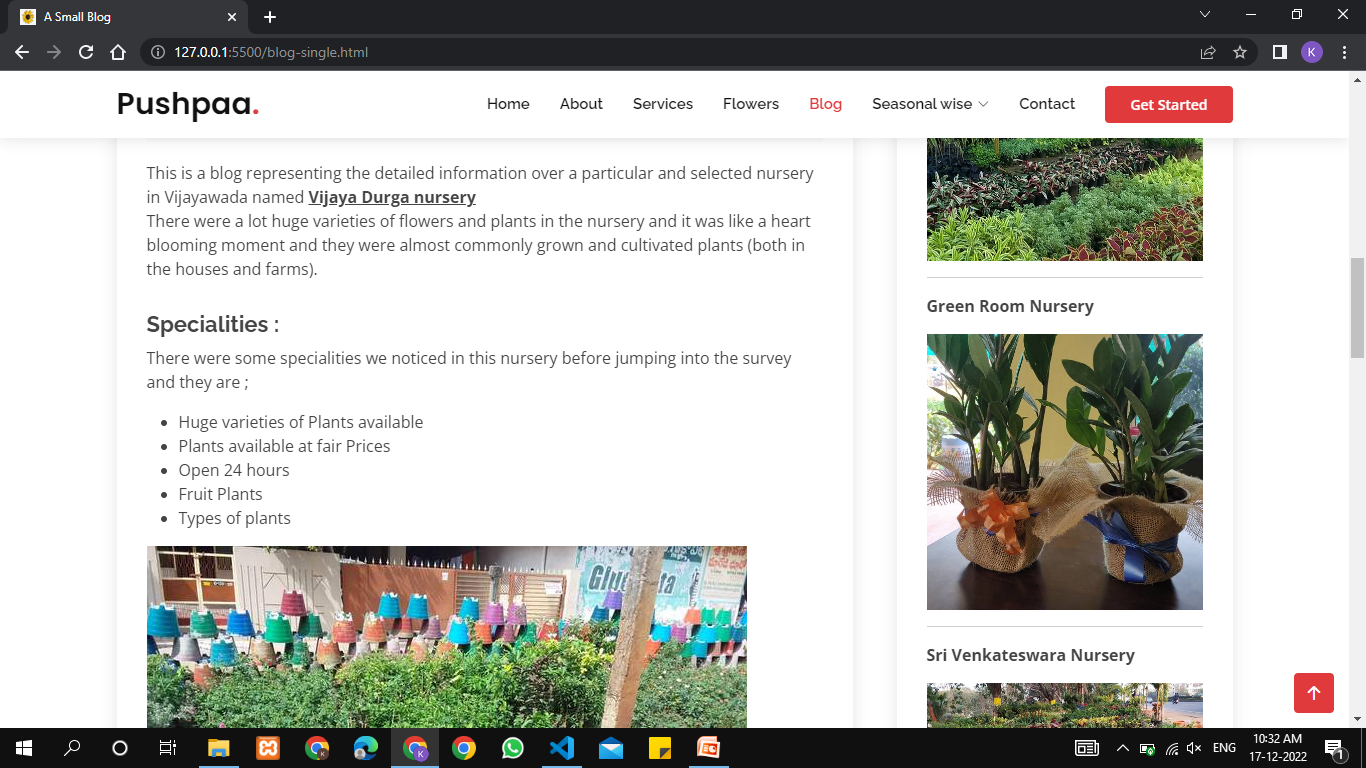 A Small Blog
127.0.0.1:5500/blog-single.html
K
Pushpaa.
Home About Services Flowers Blog Seasonal wise Contact Get Started
This is a blog representing the detailed information over a particular and selected nursery
in Vijayawada named Vijaya Durga nursery
There were a lot huge varieties of flowers and plants in the nursery and it was like a heart
blooming moment and they were almost commonly grown and cultivated plants (both in
the houses and farms).
Specialities :
There were some specialities we noticed in this nursery before jumping into the survey
and they are ;
Huge varieties of Plants available
Plants available at fair Prices
Open 24 hours
Fruit Plants
Types of plants
Green Room Nursery
Sri Venkateswara Nursery
ENG
10:32 AM
17-12-2022
1